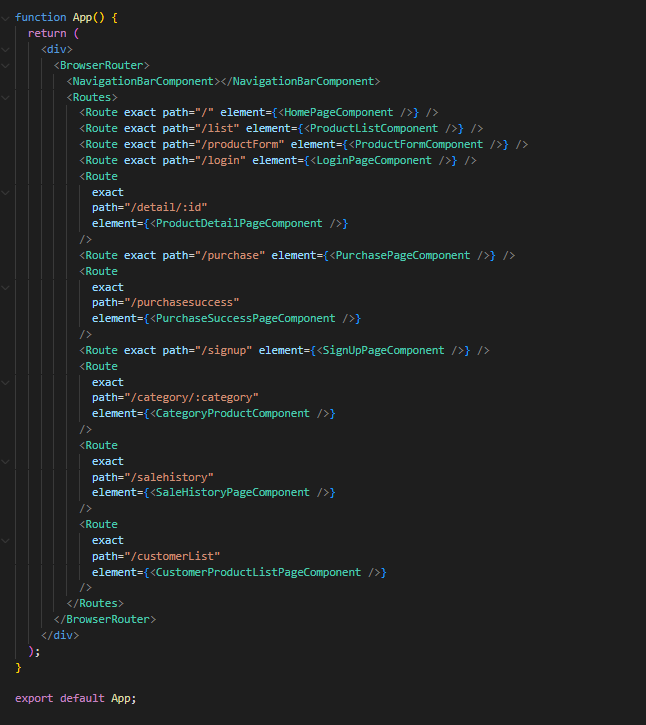 function App() {
  return (
    <div>
      <BrowserRouter>
        <NavigationBarComponent></NavigationBarComponent>
        <Routes>
          <Route exact path="/" element={<HomePageComponent />} />
          <Route exact path="/list" element={<ProductListComponent />} />
          <Route exact path="/productForm" element={<ProductFormComponent />} />
          <Route exact path="/login" element={<LoginPageComponent />} />
          <Route
            exact
            path="/detail/:id"
            element={<ProductDetailPageComponent />}
          />
          <Route exact path="/purchase" element={<PurchasePageComponent />} />
          <Route
            exact
            path="/purchasesuccess"
            element={<PurchaseSuccessPageComponent />}
          />
          <Route exact path="/signup" element={<SignUpPageComponent />} />
          <Route
            exact
            path="/category/:category"
            element={<CategoryProductComponent />}
          />
          <Route
            exact
            path="/salehistory"
            element={<SaleHistoryPageComponent />}
          />
          <Route
            exact
            path="/customerList"
            element={<CustomerProductListPageComponent />}
          />
        </Routes>
      </BrowserRouter>
    </div>
  );
}

export default App;